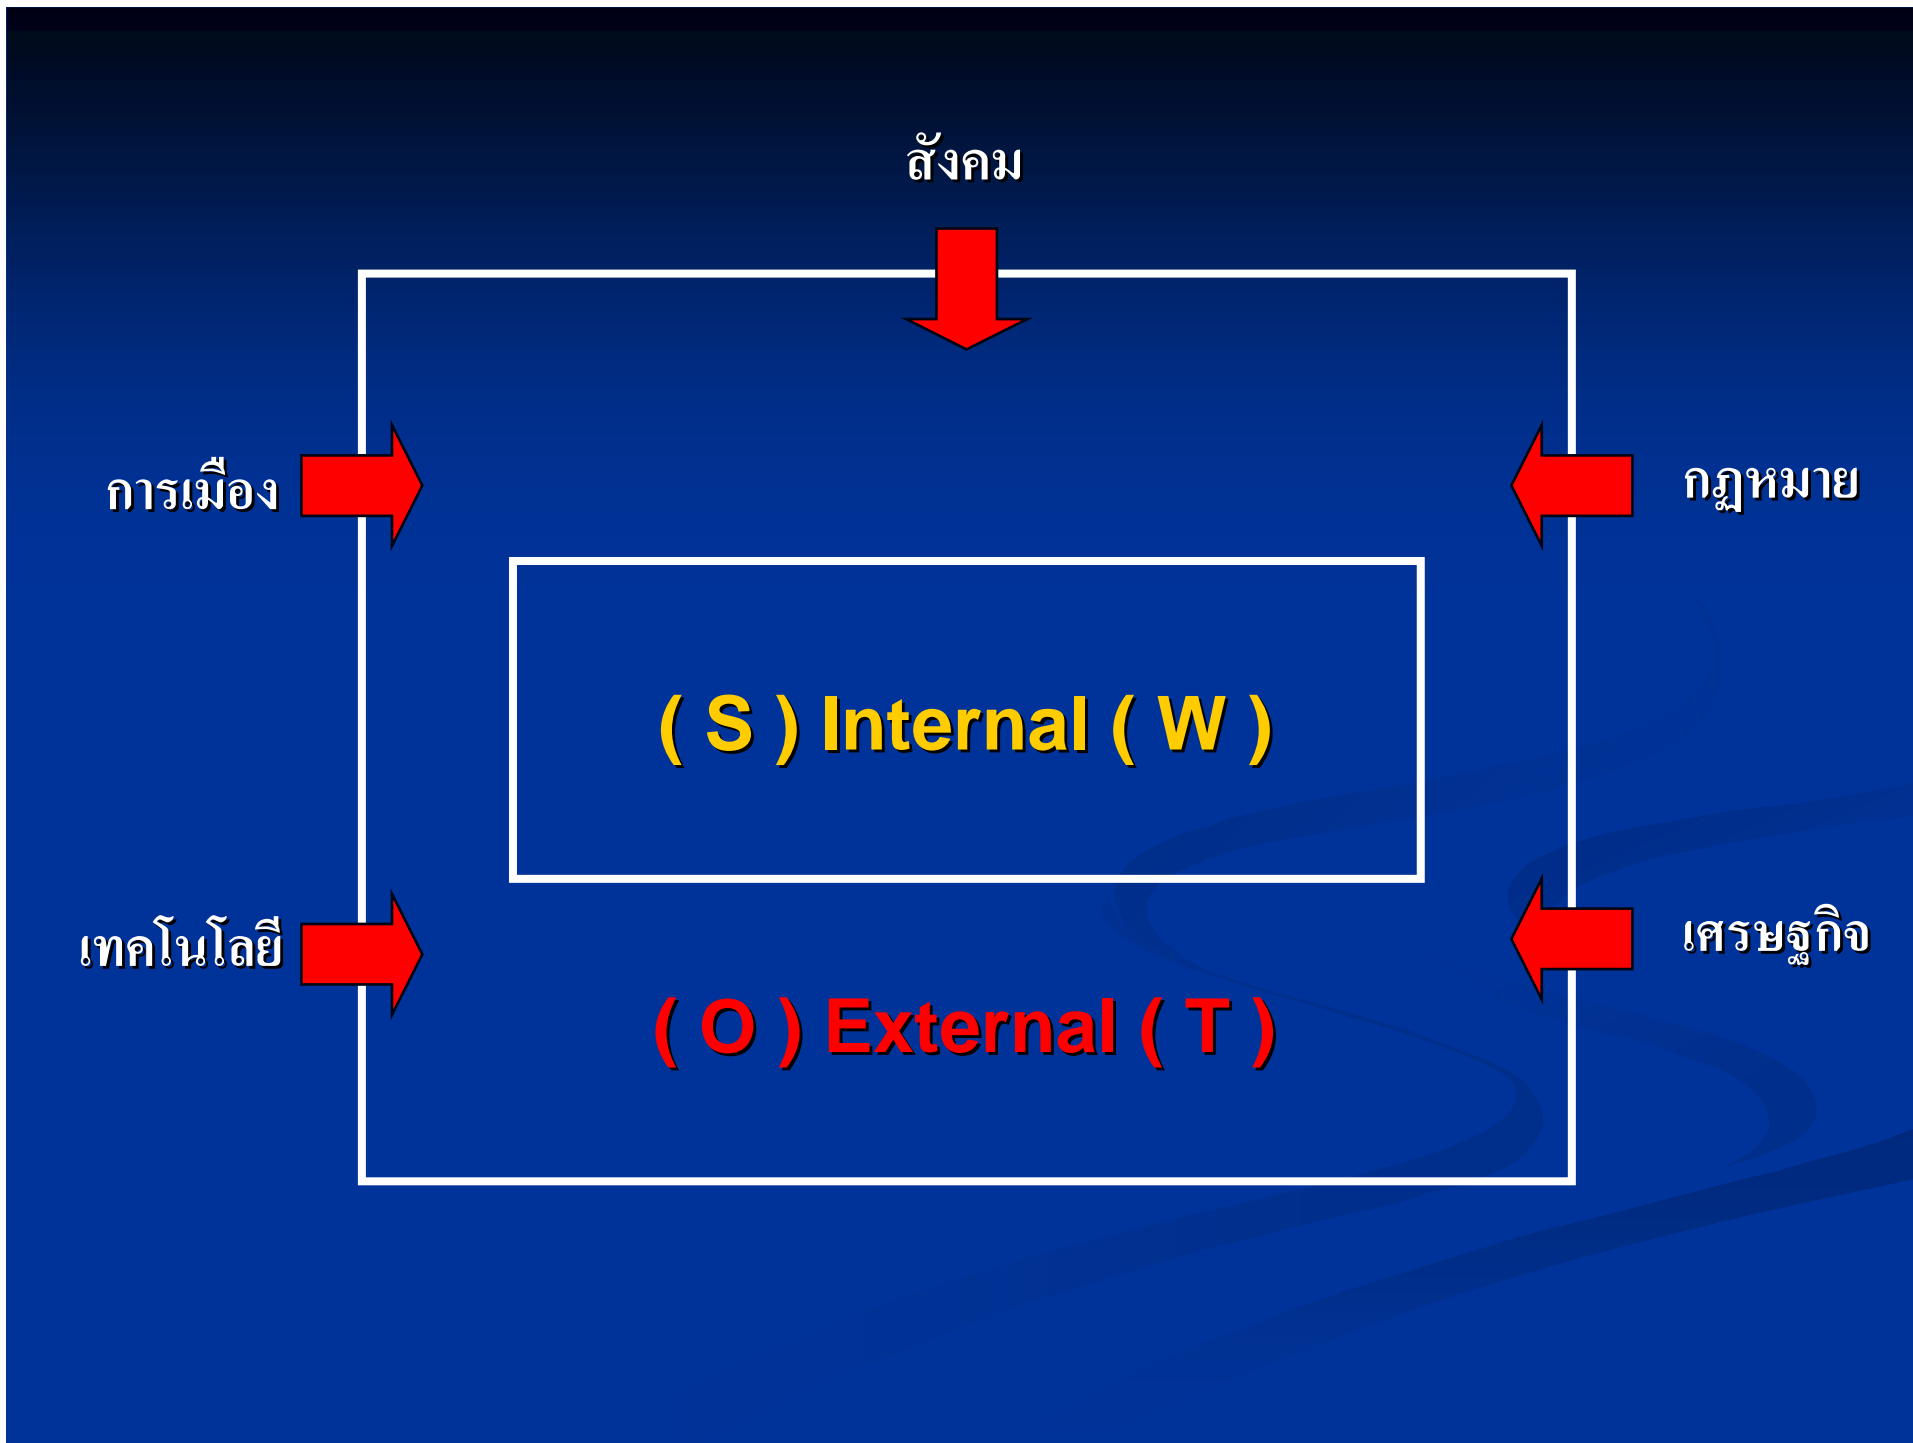 สังคม
การเมือง
กฎหมาย
( S ) Internal ( W )
เทคโนโลยี
เศรษฐกิจ
( O ) External ( T )